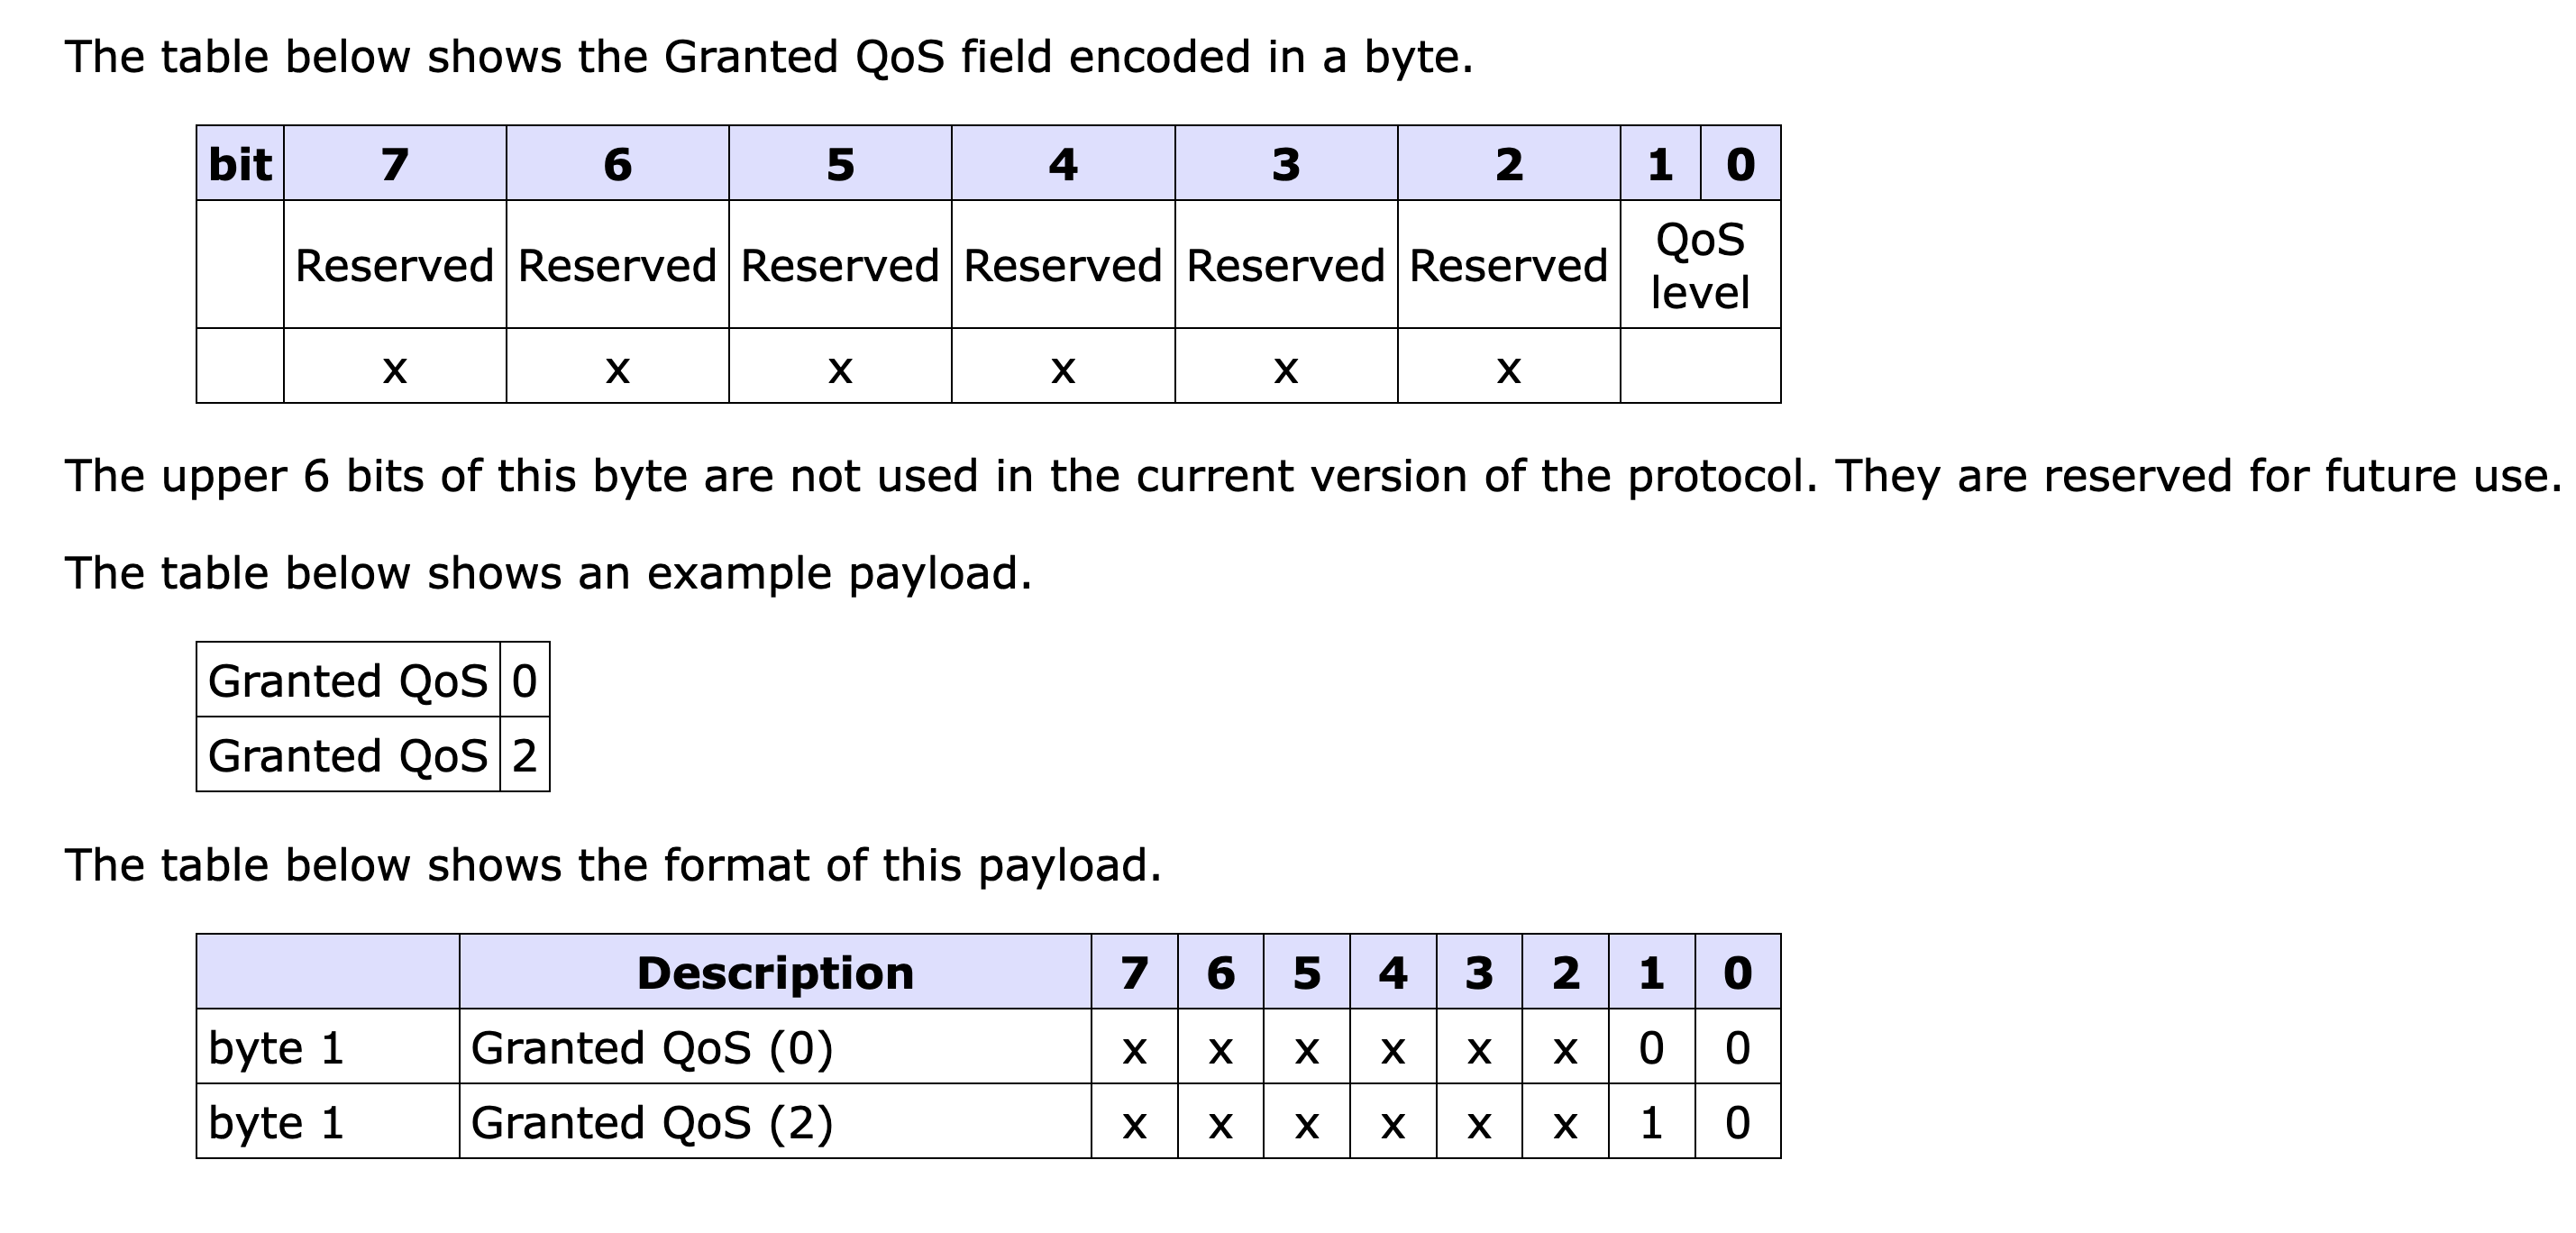 The table below shows the Granted QoS field encoded in a byte.
bit 7 6 5 4 3 2 1 0
Reserved Reserved Reserved Reserved Reserved Reserved QoS level
x x x x x x
The upper 6 bits of this byte are not used in the current version of the protocol. They are reserved for future use.
The table below shows an example payload.
Granted QoS 0
Granted QoS 2
The table below shows the format of this payload.
Description 7 6 5 4 3 2 1 0
byte 1 Granted QoS (0) x x x x x x 0 0
byte 1 Granted QoS (2) x x x x x x 1 0